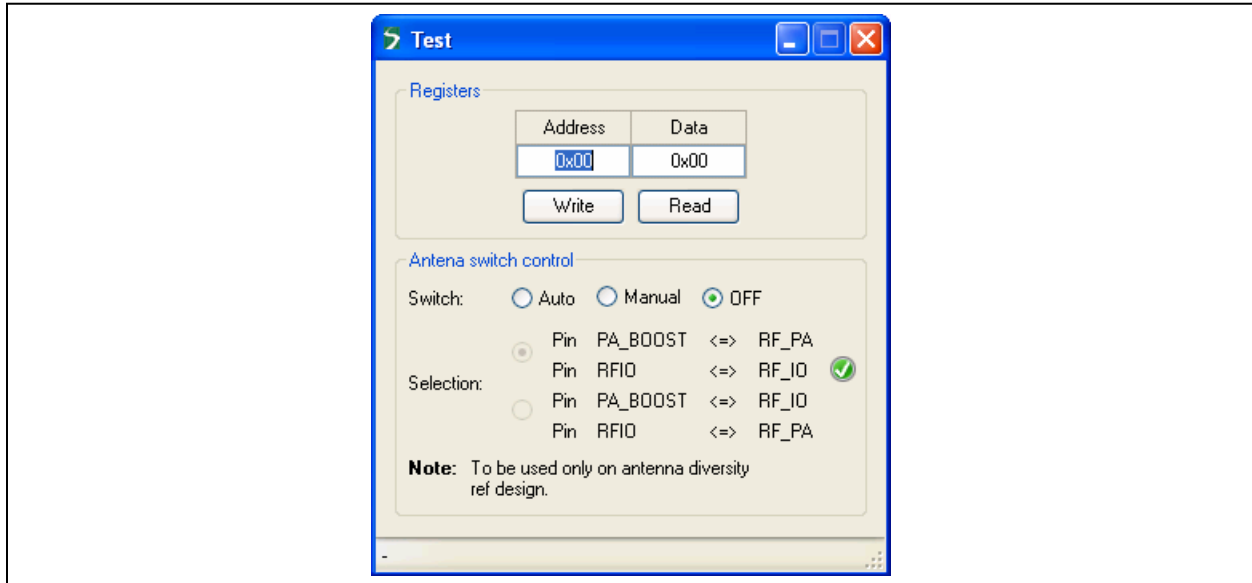 Test
Registers
Address Data
0x00 0x00
Write Read
Antena switch control
Switch: Auto Manual OFF
Pin PA_BOOST <=> RF_PA
Pin RFIO <=> RF_IO
Selection:
Pin PA_BOOST <=> RF_IO
Pin RFIO <=> RF_PA
Note: To be used only on antenna diversity
ref design.
-